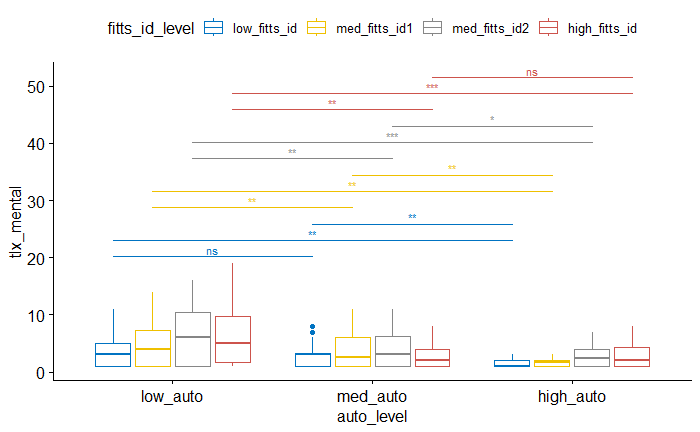 fitts_id_level low_fitts_id med_fitts_id1 med_fitts_id2 high_fitts_id
50
40
30
20
10
0
tlx_mental
ns
***
**
*
***
**
**
**
**
**
**
ns
low_auto med_auto high_auto
auto_level